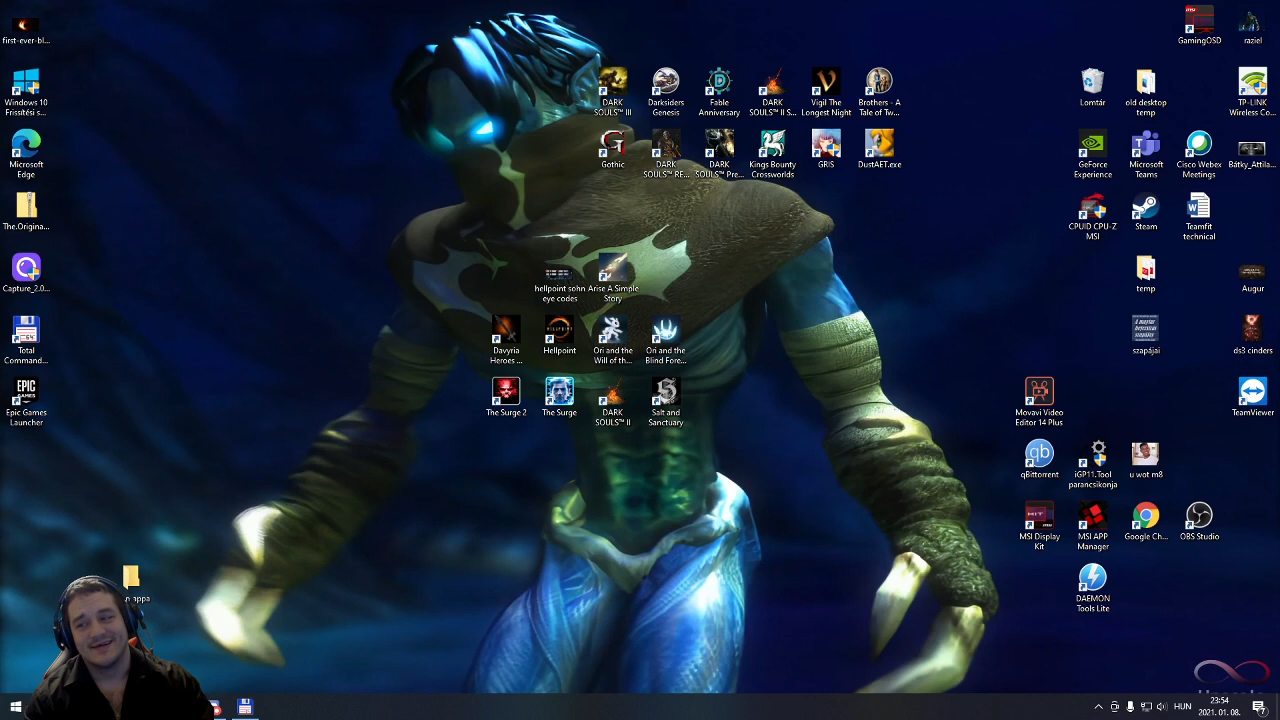 first-ever-bl...
GamingOSD
raziel
Windows 10
Frissítési s...
DARK
SOULS™ III
Darksiders
Genesis
Fable
Anniversary
DARK
SOULS™ II S...
Vigil The
Longest Night
Brothers - A
Tale of Tw...
Lomtár
old desktop
temp
TP-LINK
Wireless Co...
Microsoft
Edge
Gothic
DARK
SOULS™ RE...
DARK
SOULS™ Pre...
Kings Bounty
Crossworlds
GRIS
DustAET.exe
GeForce
Experience
Microsoft
Teams
Cisco Webex
Meetings
Bátky_Attila...
The.Origina...
CPUID CPU-Z
MSI
Steam
Teamfit
technical
Capture_2.0...
hellpoint sohn
eye codes
Arise A Simple
Story
temp
Augur
Total
Command...
Davyria
Heroes ...
Hellpoint
Ori and the
Will of th...
Ori and the
Blind Fore...
szapájai
ds3 cinders
EPIC
GAMES
Epic Games
Launcher
The Surge 2
The Surge
DARK
SOULS™ II
Salt and
Sanctuary
Movavi Video
Editor 14 Plus
TeamViewer
qb
qBittorrent
iGP11.Tool
parancsikonja
u wot m8
MSI Display
Kit
MSI APP
Manager
Google Ch...
OBS Studio
appa
DAEMON
Tools Lite
HUN
23:54
2021. 01. 08.